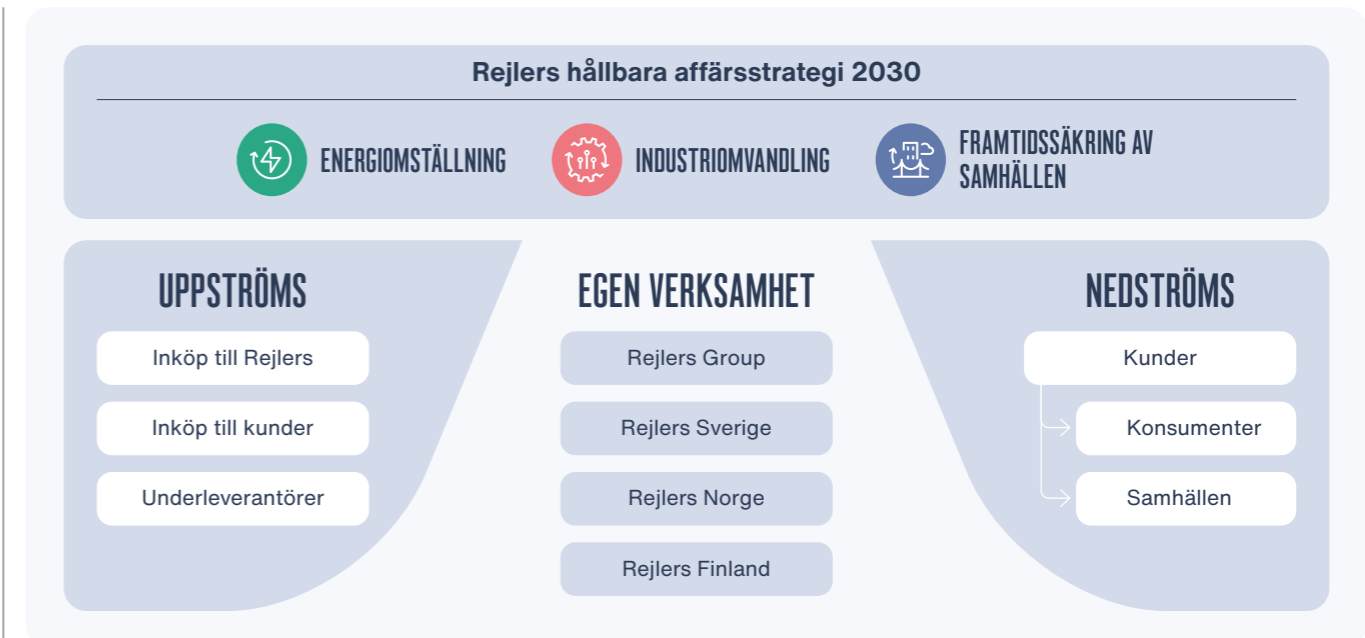 Rejlers hållbara affärsstrategi 2030
ENERGIOMSTÄLLNING
INDUSTRIOMVANDLING
FRAMTIDSSÄKRING AV
SAMHÄLLEN
UPPSTRÖMS
Inköp till Rejlers
Inköp till kunder
Underleverantörer
EGEN VERKSAMHET
Rejlers Group
Rejlers Sverige
Rejlers Norge
Rejlers Finland
NEDSTRÖMS
Kunder
Konsumenter
Samhällen